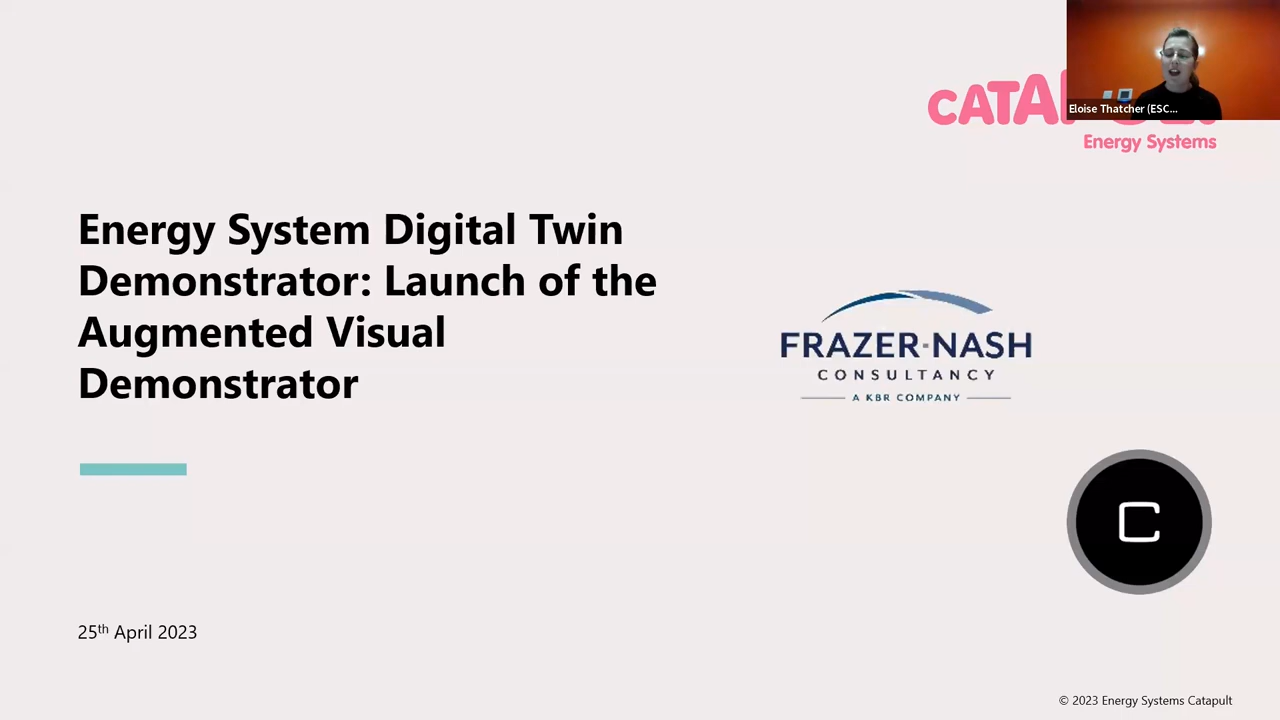 CATA
Energy Systems
Eloise Thatcher (ESC...
Energy System Digital Twin
Demonstrator: Launch of the
Augmented Visual
Demonstrator
FRAZER-NASH
CONSULTANCY
A KBR COMPANY
C
25th April 2023
© 2023 Energy Systems Catapult